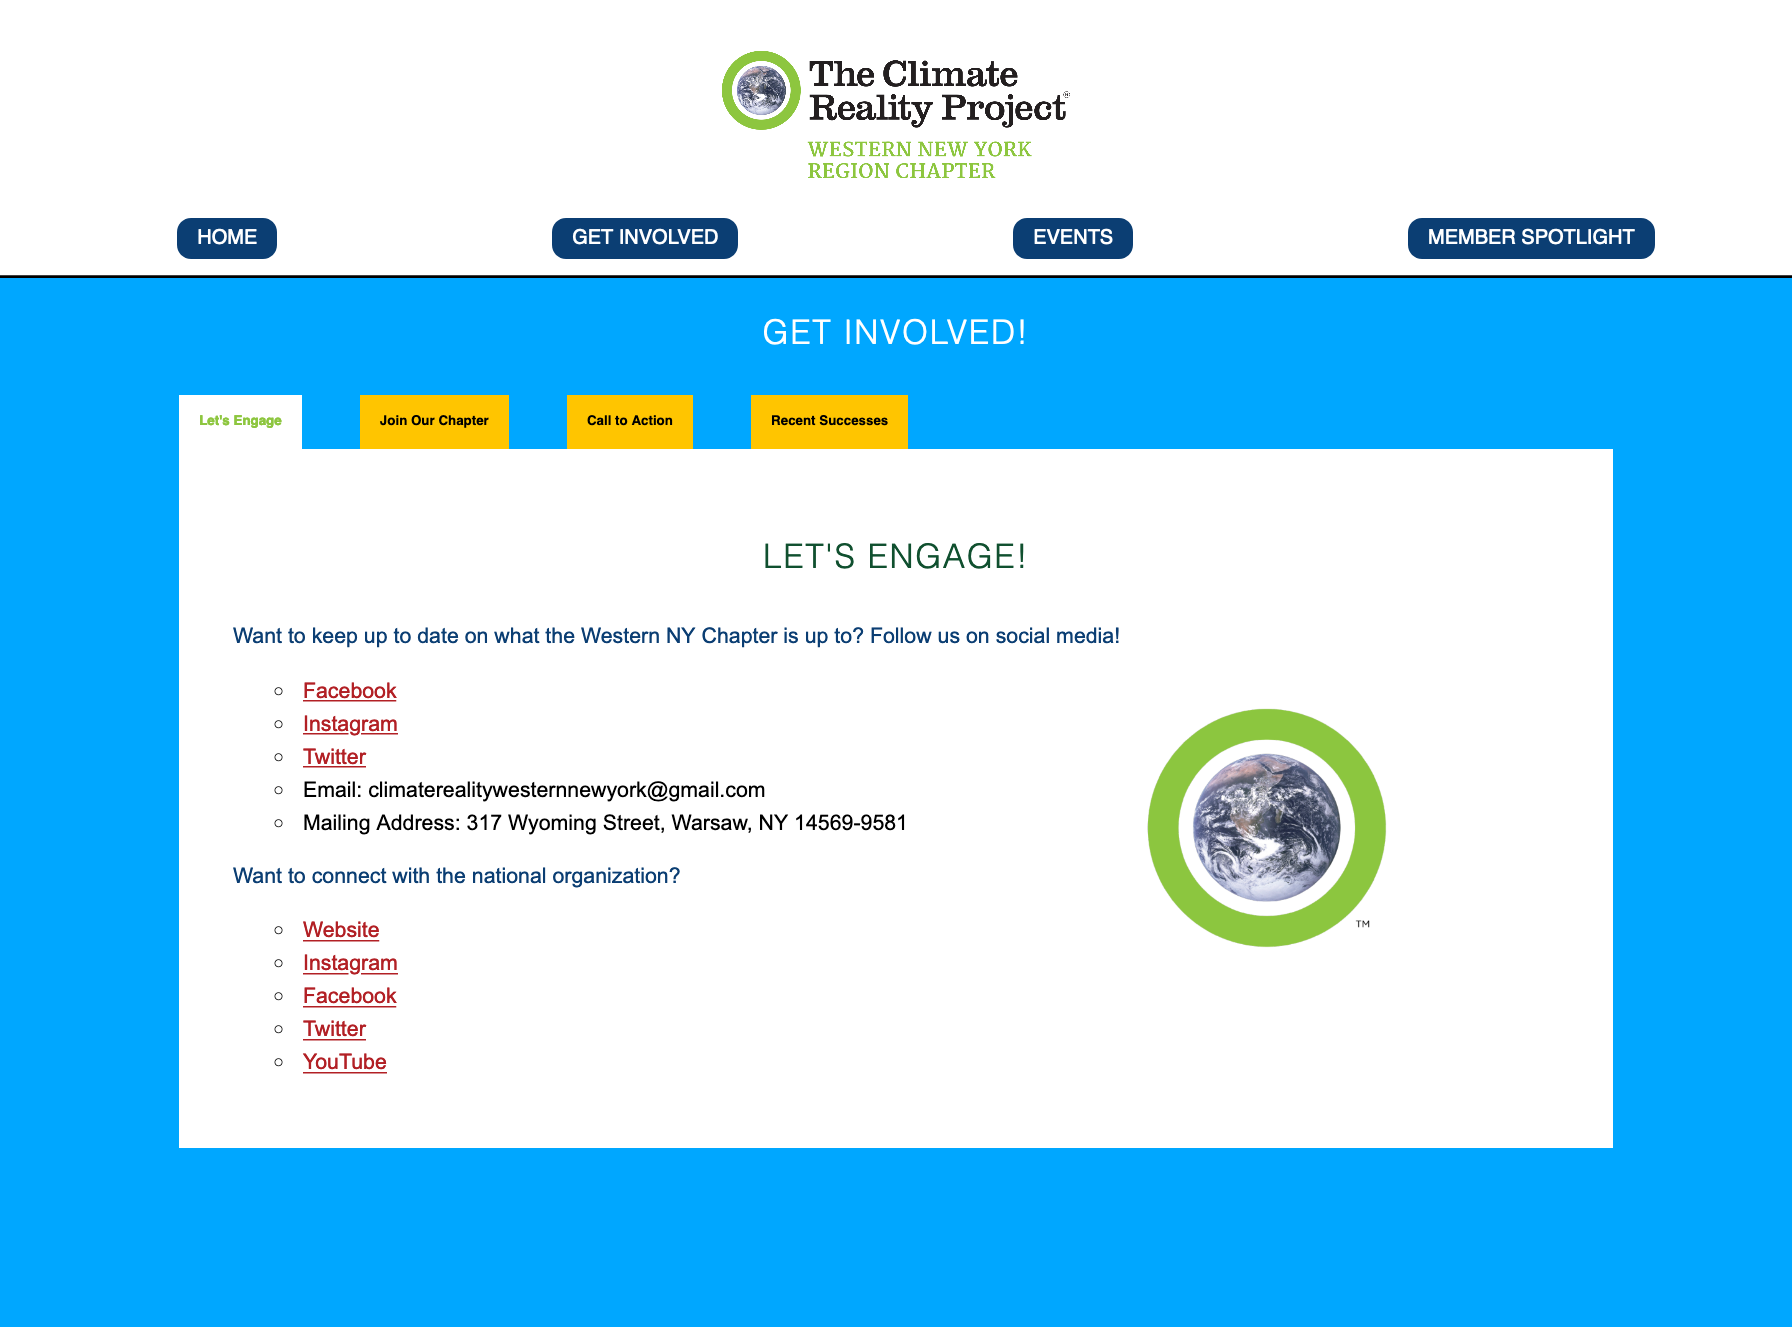 The Climate
Reality Project®
WESTERN NEW YORK
REGION CHAPTER
HOME
GET INVOLVED
EVENTS
MEMBER SPOTLIGHT
GET INVOLVED!
Let's Engage
Join Our Chapter
Call to Action
Recent Successes
LET'S ENGAGE!
Want to keep up to date on what the Western NY Chapter is up to? Follow us on social media!
Facebook
Instagram
Twitter
Email: climaterealitywesternnewyork@gmail.com
Mailing Address: 317 Wyoming Street, Warsaw, NY 14569-9581
Want to connect with the national organization?
Website
Instagram
Facebook
Twitter
YouTube
TM